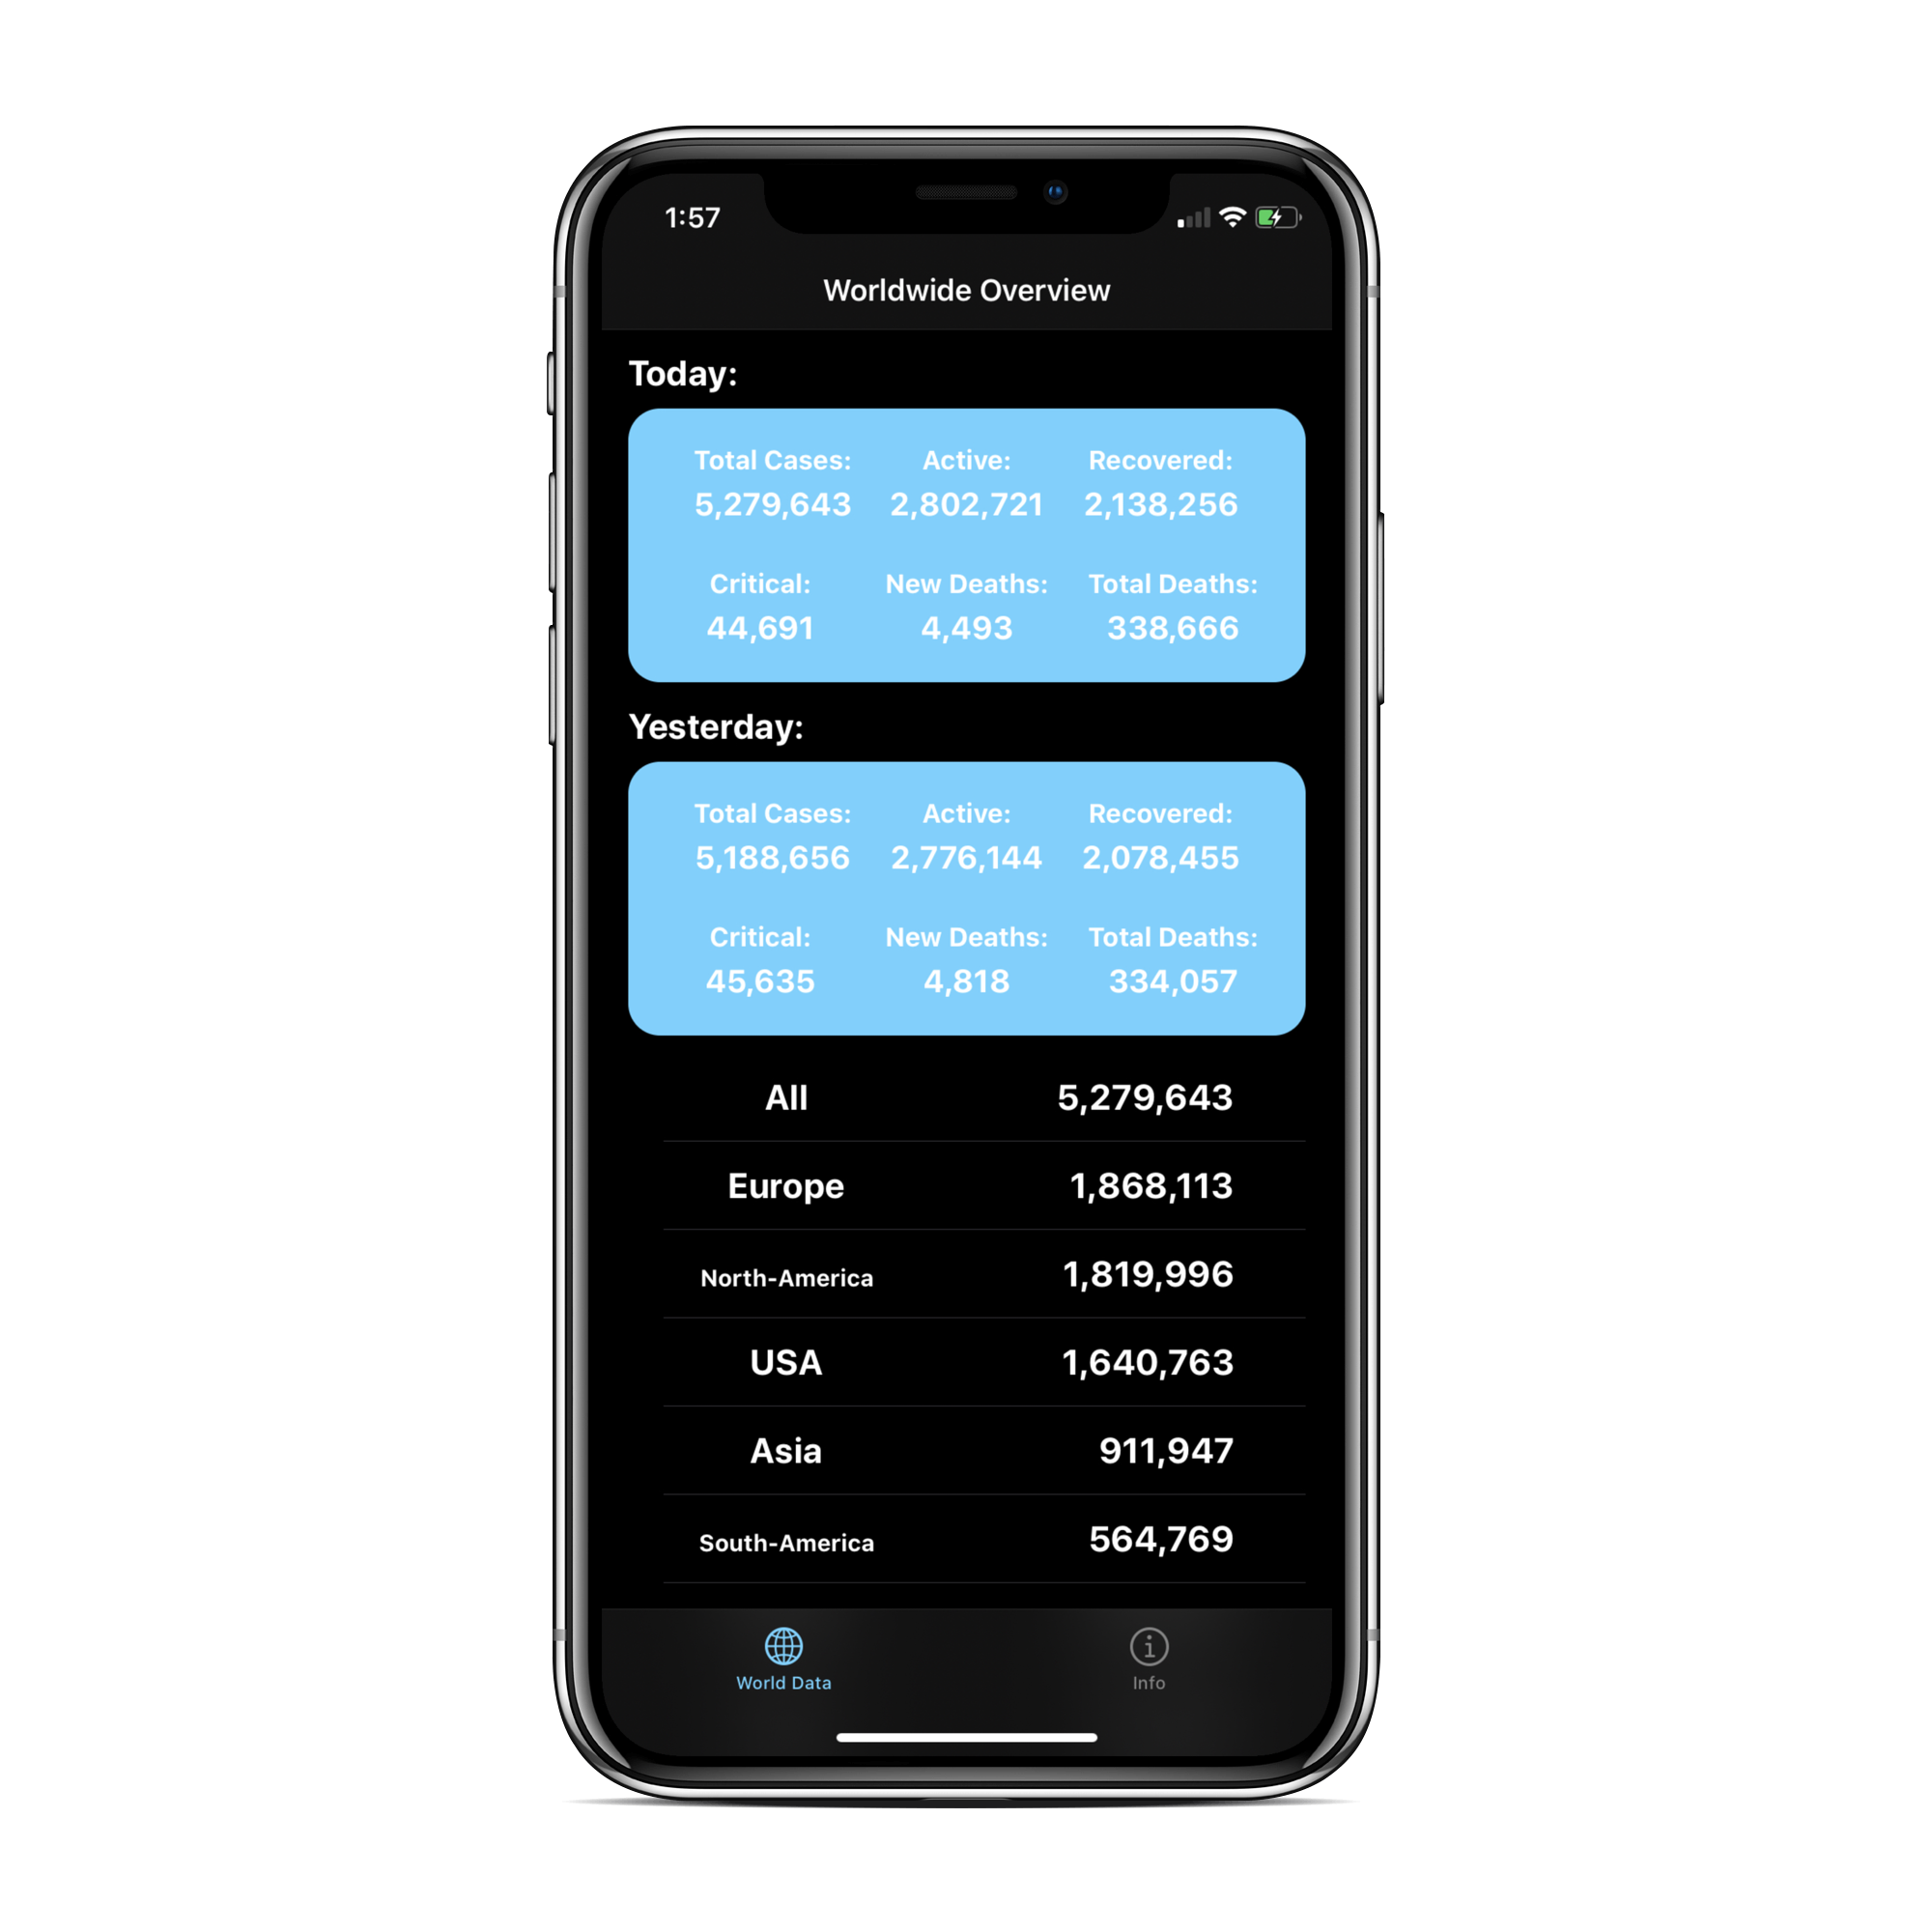 1:57
Worldwide Overview
Today:
Total Cases: Active: Recovered:
5,279,643 2,802,721 2,138,256
Critical: New Deaths: Total Deaths:
44,691 4,493 338,666
Yesterday:
Total Cases: Active: Recovered:
5,188,656 2,776,144 2,078,455
Critical: New Deaths: Total Deaths:
45,635 4,818 334,057
All 5,279,643
Europe 1,868,113
North-America 1,819,996
USA 1,640,763
Asia 911,947
South-America 564,769
World Data Info